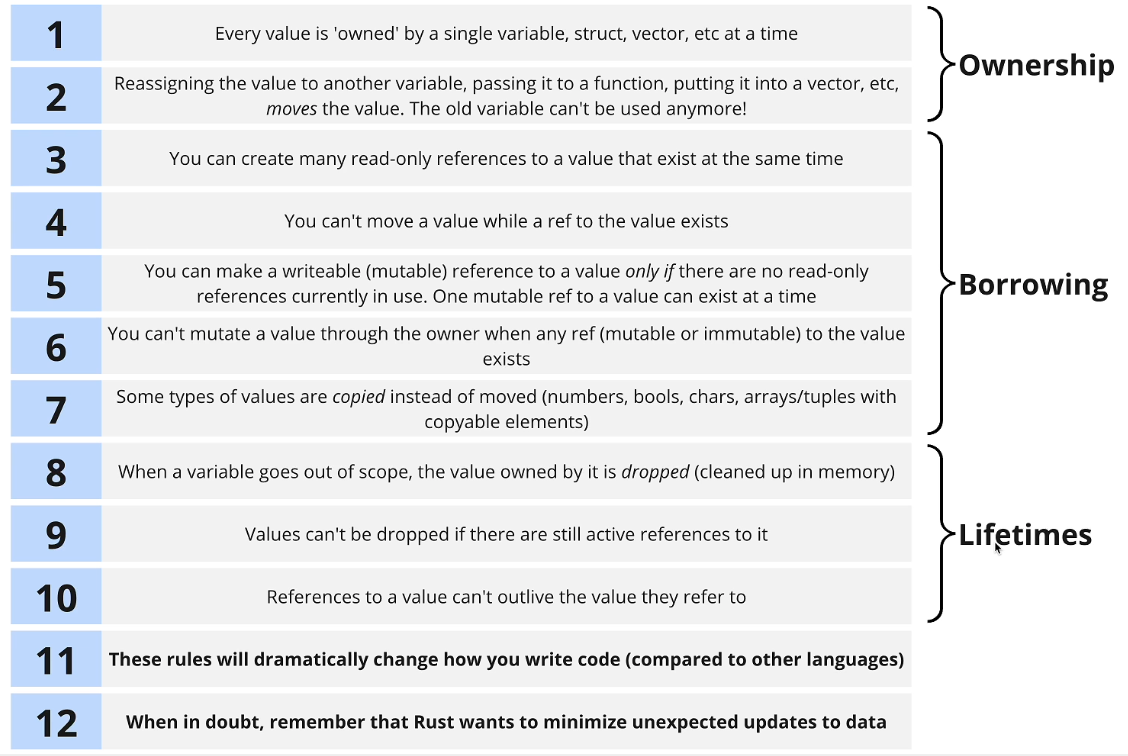 1
Every value is 'owned' by a single variable, struct, vector, etc at a time
2
Reassigning the value to another variable, passing it to a function, putting it into a vector, etc,
moves the value. The old variable can't be used anymore!
Ownership
3
You can create many read-only references to a value that exist at the same time
4
You can't move a value while a ref to the value exists
5
You can make a writeable (mutable) reference to a value only if there are no read-only
references currently in use. One mutable ref to a value can exist at a time
6
You can't mutate a value through the owner when any ref (mutable or immutable) to the value
exists
7
Some types of values are copied instead of moved (numbers, bools, chars, arrays/tuples with
copyable elements)
Borrowing
8
When a variable goes out of scope, the value owned by it is dropped (cleaned up in memory)
9
Values can't be dropped if there are still active references to it
10
References to a value can't outlive the value they refer to
Lifetimes
11
These rules will dramatically change how you write code (compared to other languages)
12
When in doubt, remember that Rust wants to minimize unexpected updates to data